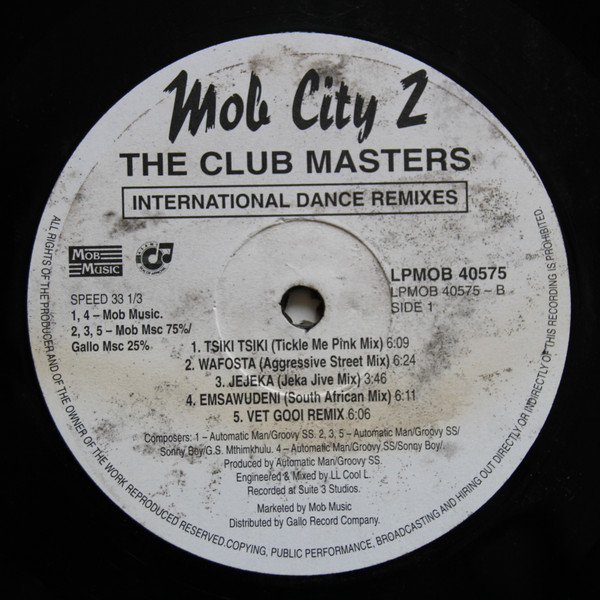 Mob City 2
THE CLUB MASTERS
INTERNATIONAL DANCE REMIXES
MOB
MUSIC
LPMOB 40575
LPMOB 40575 - B
SIDE 1
SPEED 33 1/3
1, 4 – Mob Music.
2, 3, 5 – Mob Msc 75%/
Gallo Msc 25%
1. TSIKI TSIKI (Tickle Me Pink Mix) 6:09
2. WAFOSTA (Aggressive Street Mix) 6:24
3. JEJEKA (Jeka Jive Mix) 3:46
4. EMSAWUDENI (South African Mix) 6:11
5. VET GOOI REMIX 6:06
Composers: 1 – Automatic Man/Groovy SS. 2, 3, 5 – Automatic Man/Groovy SS/
Sonny Boy/G.S. Mthimkhulu. 4 – Automatic Man/Groovy SS/Sonny Boy/.
Produced by Automatic Man/Groovy SS.
Engineered & Mixed by LL Cool L.
Recorded at Suite 3 Studios.
Marketed by Mob Music
Distributed by Gallo Record Company.
ALL RIGHTS OF THE PRODUCER AND OF THE OWNER OF THE WORK REPRODUCED RESERVED.COPYING, PUBLIC PERFORMANCE, BROADCASTING AND HIRING OUT DIRECTLY OR INDIRECTLY OF THIS RECORDING IS PROHIBITED.